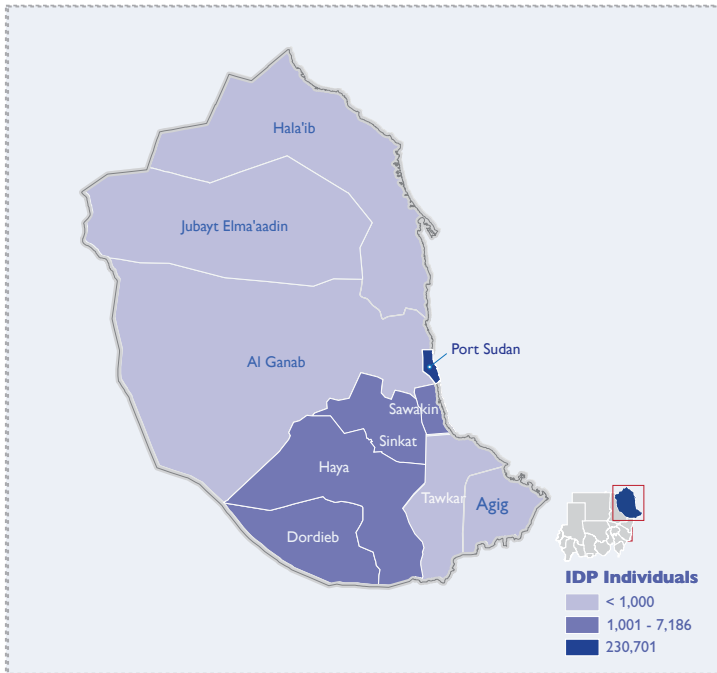 Hala'ib
Jubayt Elma'aadin
Port Sudan
Al Ganab
Sawakin
Sinkat
Haya
Tawkar
Agig
Dordieb
IDP Individuals
< 1,000
1,001 - 7,186
230,701